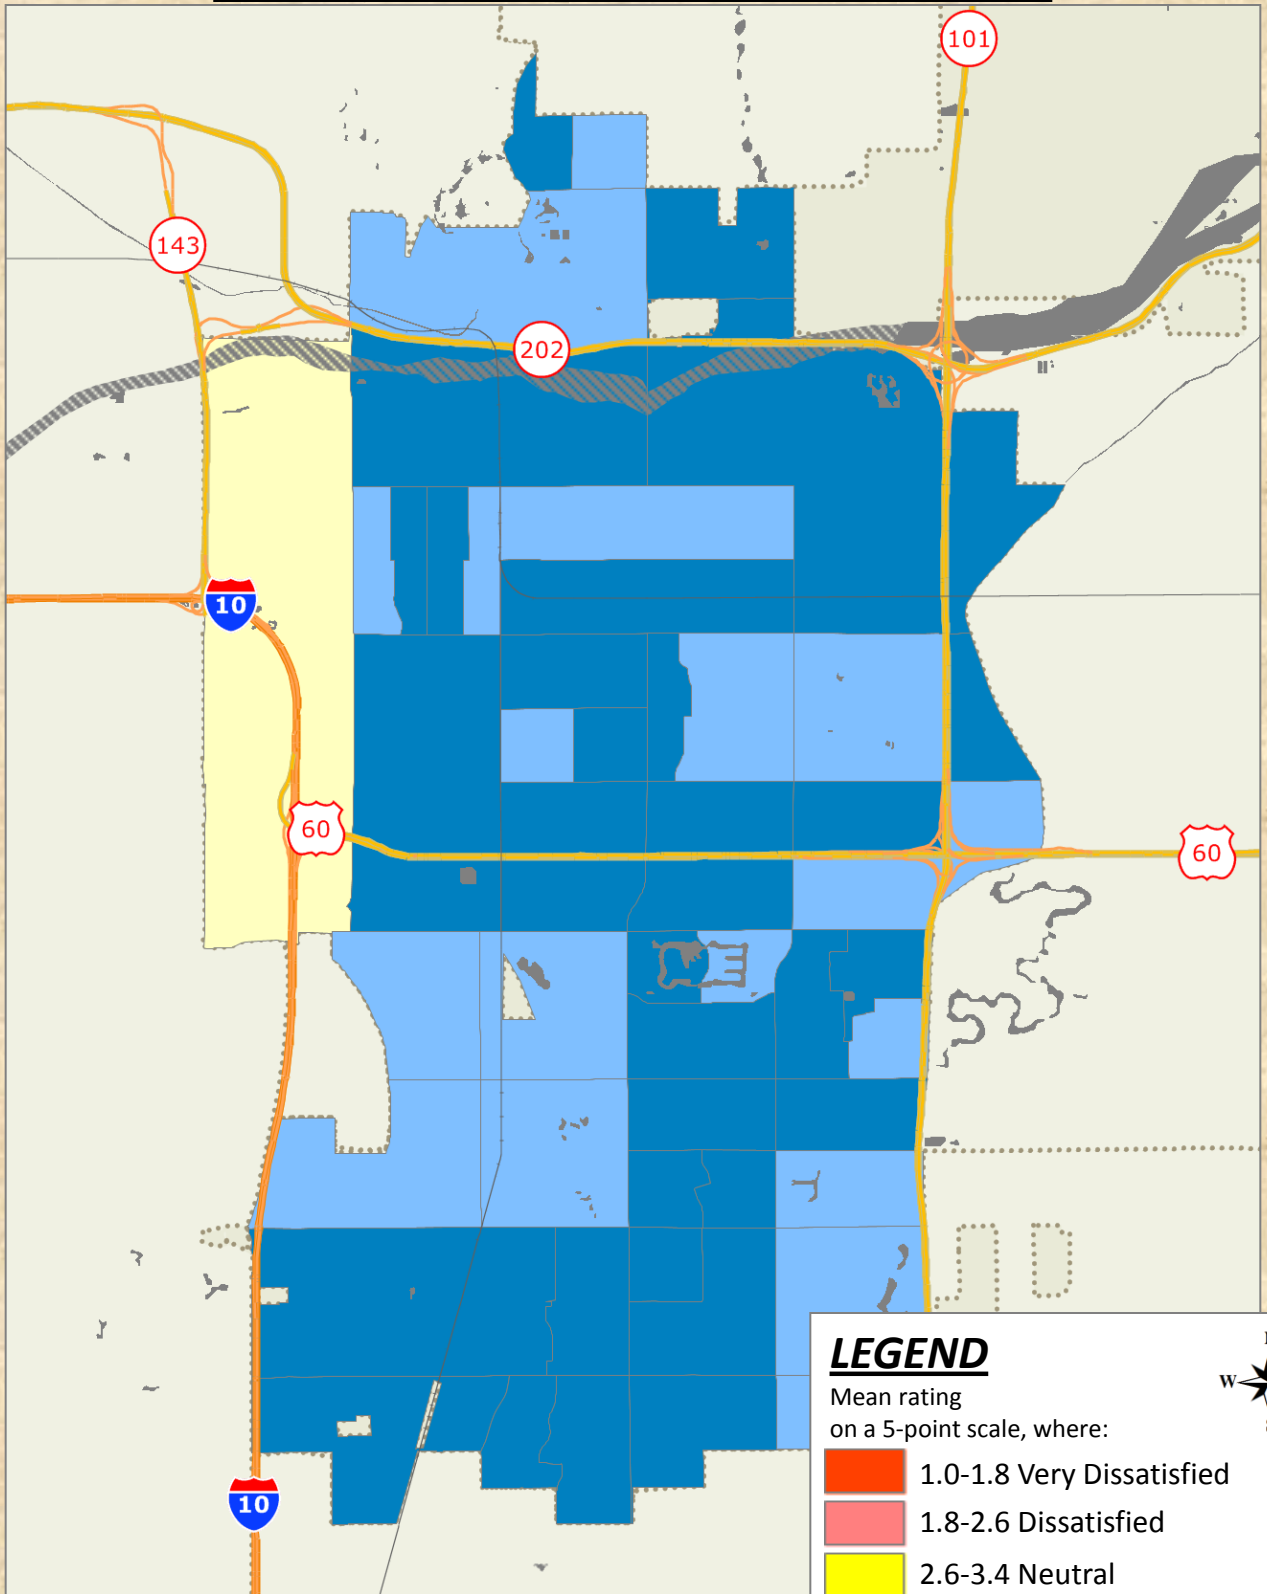 101
143
202
10
60
60
LEGEND
Mean rating
on a 5-point scale, where:
W
1.0-1.8 Very Dissatisfied
1.8-2.6 Dissatisfied
2.6-3.4 Neutral
10